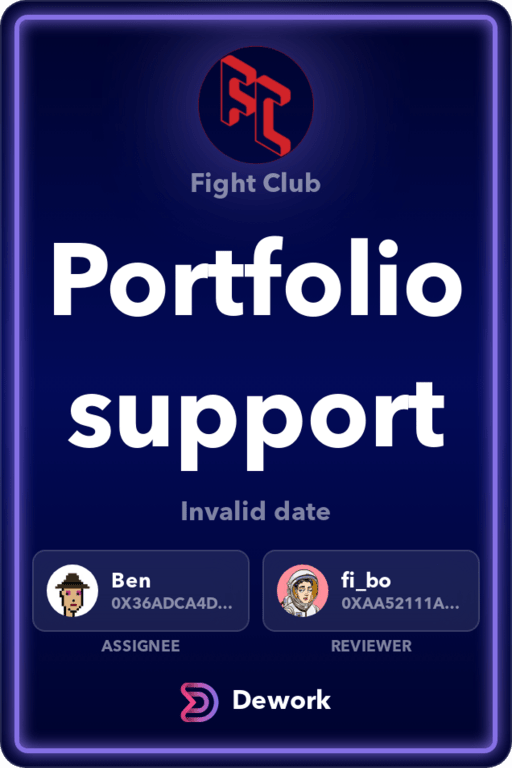 FC
Fight Club
Portfolio
support
Invalid date
Ben
0X36ADCA4D...
ASSIGNEE
fi_bo
0XAA52111A...
REVIEWER
Dework